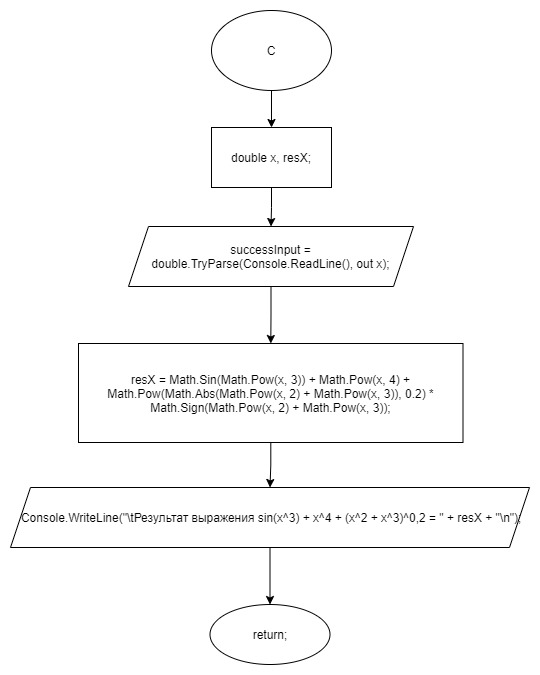 C
double x, resX;
successInput =
double.TryParse(Console.ReadLine(), out x);
resX = Math.Sin(Math.Pow(x, 3)) + Math.Pow(x, 4) +
Math.Pow(Math.Abs(Math.Pow(x, 2) + Math.Pow(x, 3)), 0.2) *
Math.Sign(Math.Pow(x, 2) + Math.Pow(x, 3));
Console.WriteLine("\tРезультат выражения sin(x^3) + x^4 + (x^2 + x^3)^0,2 = " + resX + "\n");
return;